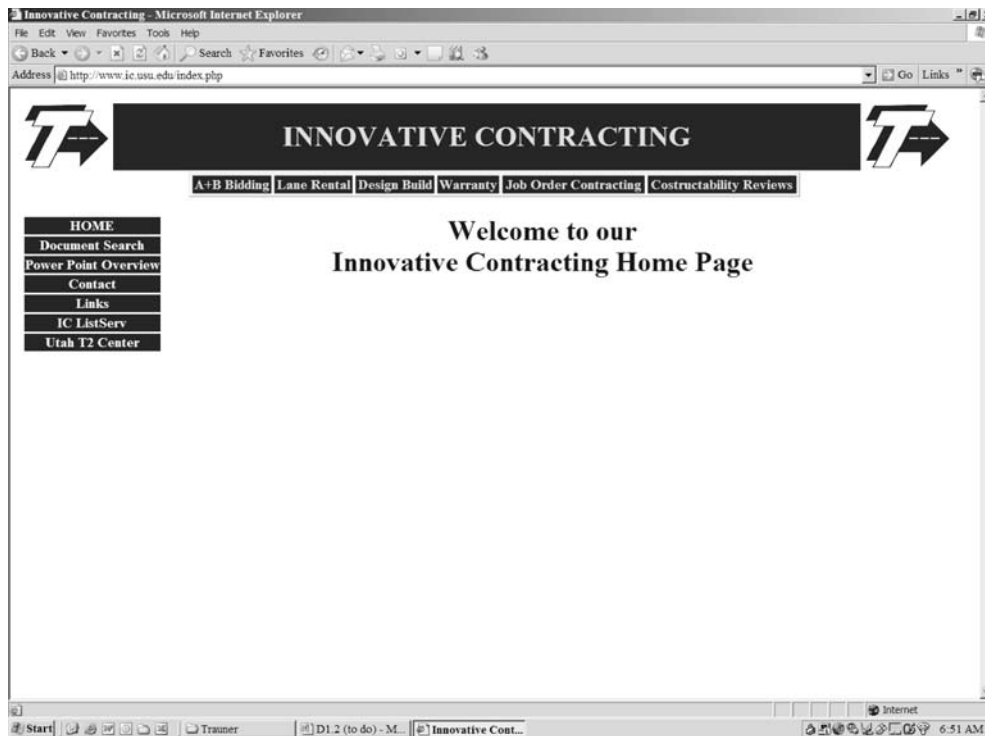 Innovative Contracting - Microsoft Internet Explorer
File Edit View Favorites Tools Help
Back Search Favorites
Address http://www.ic.usu.edu/index.php Go Links »
INNOVATIVE CONTRACTING
A+B Bidding Lane Rental Design Build Warranty Job Order Contracting Costructability Reviews
HOME
Document Search
Power Point Overview
Contact
Links
IC ListServ
Utah T2 Center
Welcome to our
Innovative Contracting Home Page
Internet
Start Trauner D1.2 (to do) - M... Innovative Cont... 6:51 AM